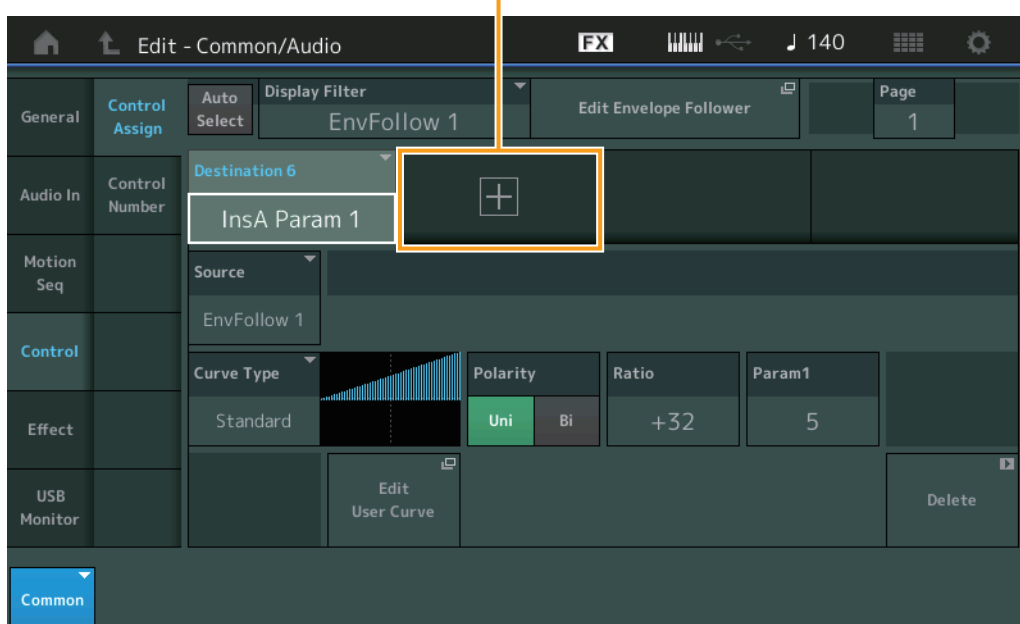 Edit - Common/Audio
FX
140
General
Control
Assign
Auto
Select
Display Filter
EnvFollow 1
Edit Envelope Follower
Page
1
Audio In
Control
Number
Destination 6
InsA Param 1
Motion
Seq
Source
EnvFollow 1
Control
Curve Type
Standard
Polarity
Uni
Bi
Ratio
+32
Param1
5
Effect
USB
Monitor
Edit
User Curve
Delete
Common